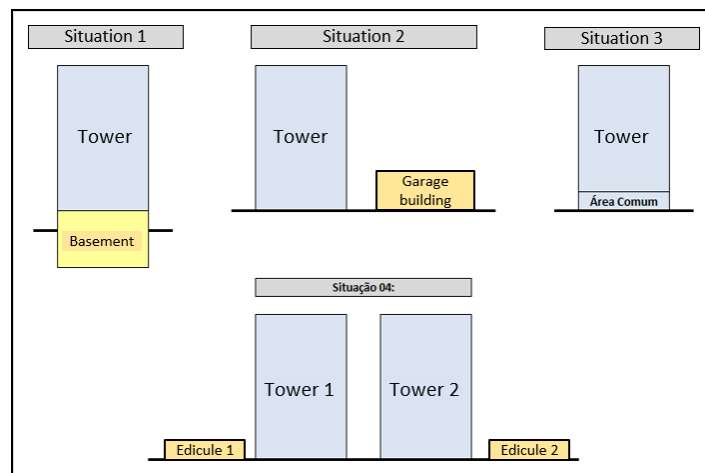 Situation 1
Situation 2
Situation 3
Tower
Tower
Tower
Garage
building
Área Comum
Basement
Situação 04:
Tower 1
Tower 2
Edicule 1
Edicule 2